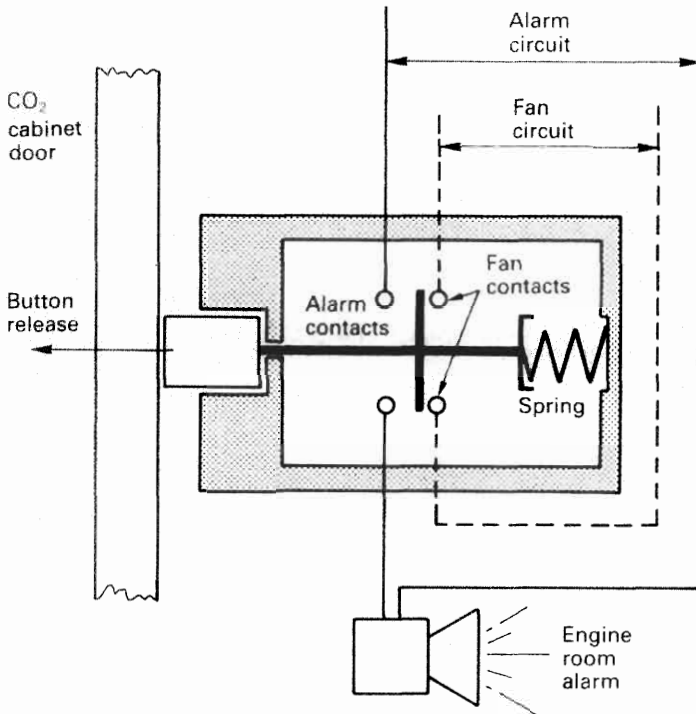 Alarm
circuit
CO₂
cabinet
door
Fan
circuit
Button
release
Alarm
contacts
Fan
contacts
Spring
Engine
room
alarm